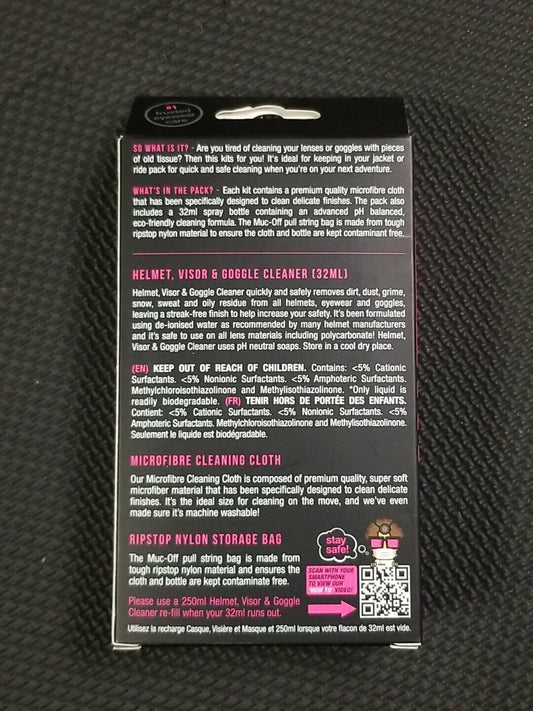 #1
trusted
eyewear
care
SO WHAT IS IT? - Are you tired of cleaning your lenses or goggles with pieces
of old tissue? Then this kits for you! It's ideal for keeping in your jacket or
ride pack for quick and safe cleaning when you're on your next adventure.
WHAT'S IN THE PACK? - Each kit contains a premium quality microfibre cloth
that has been specifically designed to clean delicate finishes. The pack also
includes a 32ml spray bottle containing an advanced pH balanced,
eco-friendly cleaning formula. The Muc-Off pull string bag is made from tough
ripstop nylon material to ensure the cloth and bottle are kept contaminant free.
HELMET, VISOR & GOGGLE CLEANER (32ML)
Helmet, Visor & Goggle Cleaner quickly and safely removes dirt, dust, grime,
snow, sweat and oily residue from all helmets, eyewear and goggles,
leaving a streak-free finish to help increase your safety. It's been formulated
using de-ionised water as recommended by many helmet manufacturers
and it's safe to use on all lens materials including polycarbonate! Helmet,
Visor & Goggle Cleaner uses pH neutral soaps. Store in a cool dry place.
(EN) KEEP OUT OF REACH OF CHILDREN. Contains: <5% Cationic
Surfactants. <5% Nonionic Surfactants. <5% Amphoteric Surfactants.
Methylchloroisothiazolinone and Methylisothiazolinone. *Only liquid is
readily biodegradable. (FR) TENIR HORS DE PORTÉE DES ENFANTS.
Contient: <5% Cationic Surfactants. <5% Nonionic Surfactants. <5%
Amphoteric Surfactants. Methylchloroisothiazolinone and Methylisothiazolinone.
Seulement le liquide est biodégradable.
MICROFIBRE CLEANING CLOTH
Our Microfibre Cleaning Cloth is composed of premium quality, super soft
microfiber material that has been specifically designed to clean delicate
finishes. It's the ideal size for cleaning on the move, and we've even
made sure it's machine washable!
RIPSTOP NYLON STORAGE BAG
The Muc-Off pull string bag is made from
tough ripstop nylon material and ensures the
cloth and bottle are kept contaminate free.
Please use a 250ml Helmet, Visor & Goggle
Cleaner re-fill when your 32ml runs out.
stay
safe!
SCAN WITH YOUR
SMARTPHONE
TO VIEW OUR
'HOW TO' VIDEO!
Utilisez la recharge Casque, Visière et Masque et 250ml lorsque votre flacon de 32ml est vide.